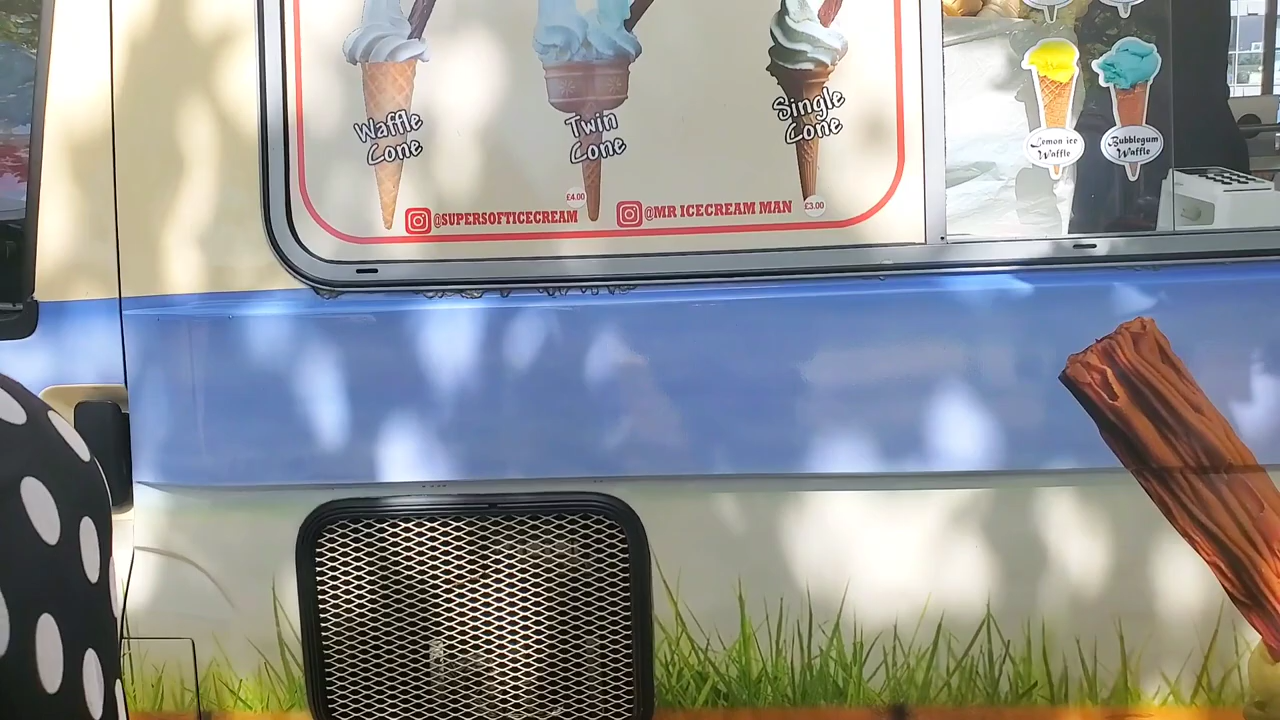 Waffle
Cone
Twin
Cone
Single
Cone
£4.00
@SUPERSOFTICECREAM
@MR ICECREAM MAN
£3.00
Lemon ice
Waffle
Bubblegum
Waffle